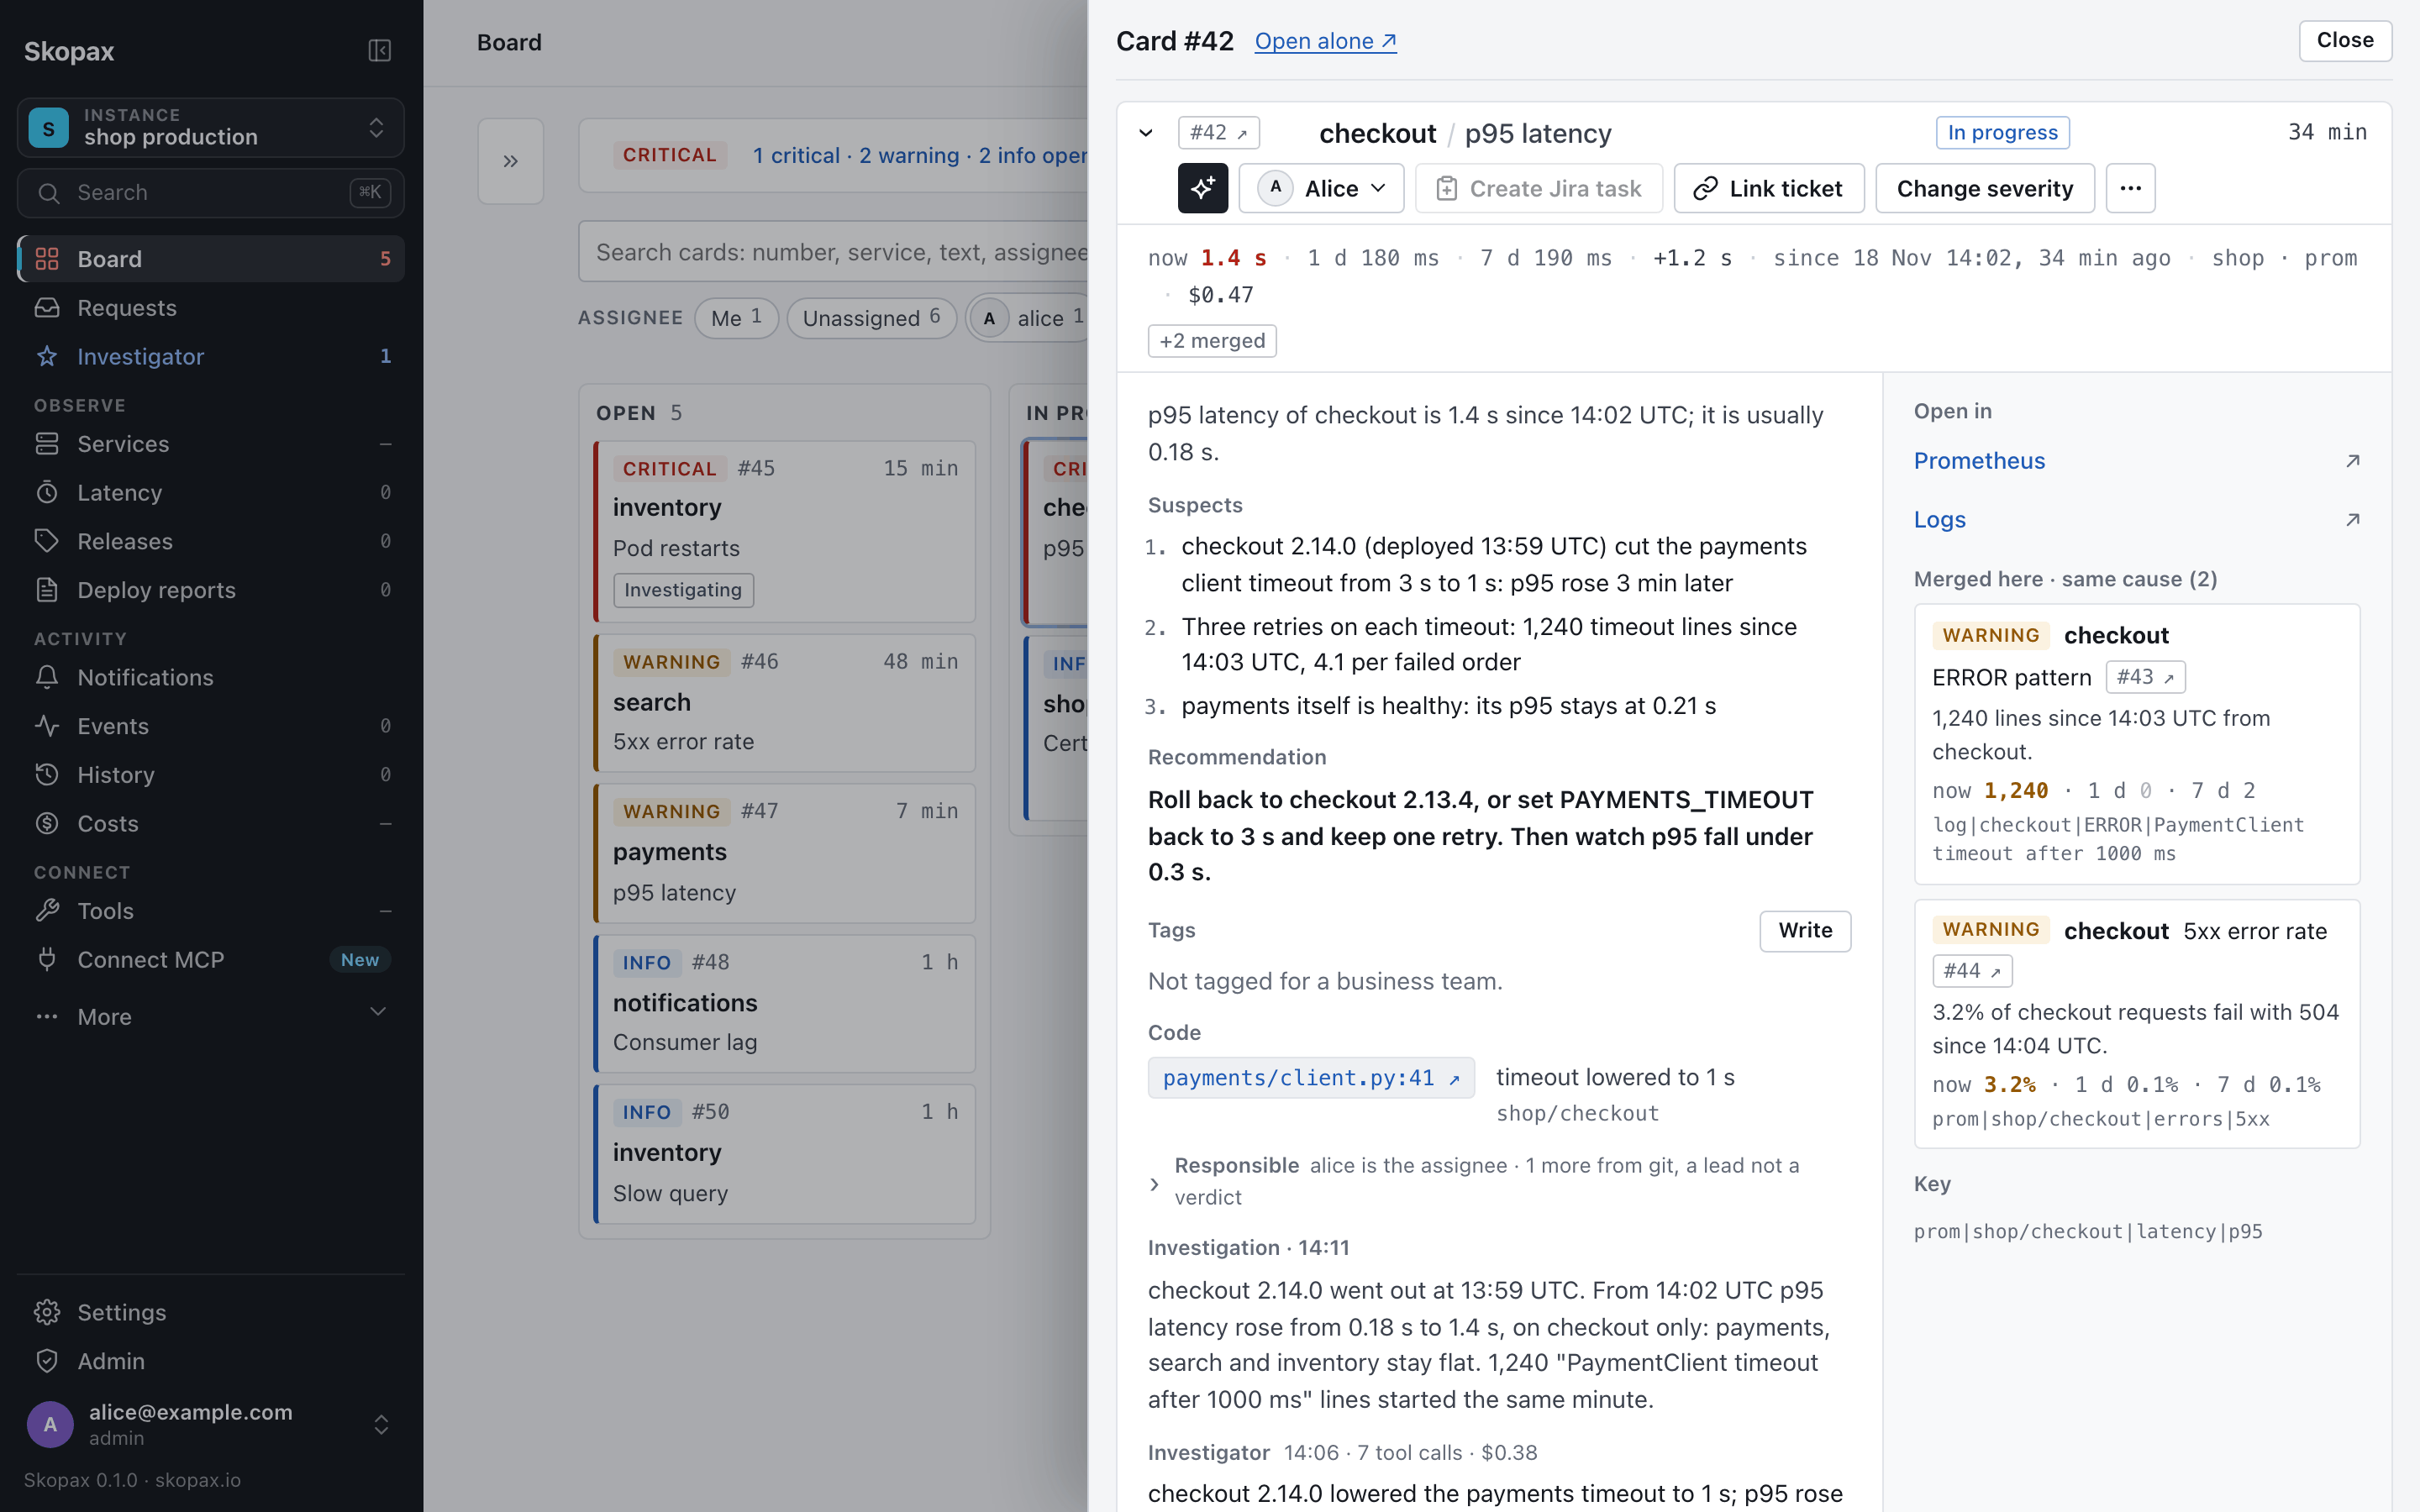 Skopax
S
INSTANCE
shop production
Search
⌘K
Board 5
Requests
Investigator 1
OBSERVE
Services –
Latency 0
Releases 0
Deploy reports 0
ACTIVITY
Notifications
Events 0
History 0
Costs –
CONNECT
Tools –
Connect MCP New
More
Settings
Admin
A
alice@example.com
admin
Skopax 0.1.0 · skopax.io
Board
CRITICAL 1 critical · 2 warning · 2 info
Search cards: number, service, text, assignee
ASSIGNEE Me 1 Unassigned 6 A alice 1
OPEN 5
CRITICAL #45 15 min
inventory
Pod restarts
Investigating
WARNING #46 48 min
search
5xx error rate
WARNING #47 7 min
payments
p95 latency
INFO #48 1 h
notifications
Consumer lag
INFO #50 1 h
inventory
Slow query
IN
p95
Card #42 Open alone ↗
Close
#42 ↗ checkout / p95 latency In progress 34 min
A Alice Create Jira task Link ticket Change severity ···
now 1.4 s · 1 d 180 ms · 7 d 190 ms · +1.2 s · since 18 Nov 14:02, 34 min ago · shop · prom
· $0.47
+2 merged
p95 latency of checkout is 1.4 s since 14:02 UTC; it is usually
0.18 s.
Suspects
1. checkout 2.14.0 (deployed 13:59 UTC) cut the payments
client timeout from 3 s to 1 s: p95 rose 3 min later
2. Three retries on each timeout: 1,240 timeout lines since
14:03 UTC, 4.1 per failed order
3. payments itself is healthy: its p95 stays at 0.21 s
Recommendation
Roll back to checkout 2.13.4, or set PAYMENTS_TIMEOUT
back to 3 s and keep one retry. Then watch p95 fall under
0.3 s.
Tags
Write
Not tagged for a business team.
Code
payments/client.py:41 ↗ timeout lowered to 1 s
shop/checkout
Responsible alice is the assignee · 1 more from git, a lead not a
verdict
Investigation · 14:11
checkout 2.14.0 went out at 13:59 UTC. From 14:02 UTC p95
latency rose from 0.18 s to 1.4 s, on checkout only: payments,
search and inventory stay flat. 1,240 "PaymentClient timeout
after 1000 ms" lines started the same minute.
Investigator 14:06 · 7 tool calls · $0.38
checkout 2.14.0 lowered the payments timeout to 1 s; p95 rose
Open in
Prometheus ↗
Logs ↗
Merged here · same cause (2)
WARNING checkout
ERROR pattern #43 ↗
1,240 lines since 14:03 UTC from
checkout.
now 1,240 · 1 d 0 · 7 d 2
log|checkout|ERROR|PaymentClient
timeout after 1000 ms
WARNING checkout 5xx error rate
#44 ↗
3.2% of checkout requests fail with 504
since 14:04 UTC.
now 3.2% · 1 d 0.1% · 7 d 0.1%
prom|shop/checkout|errors|5xx
Key
prom|shop/checkout|latency|p95